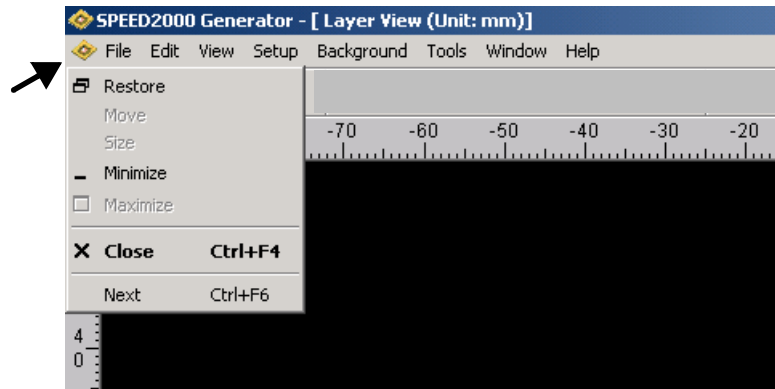 SPEED2000 Generator - [ Layer View (Unit: mm)]
File Edit View Setup Background Tools Window Help
Restore
Move
Size
-70 -60 -50 -40 -30 -20
Minimize
Maximize
Close Ctrl+F4
Next Ctrl+F6
4
0